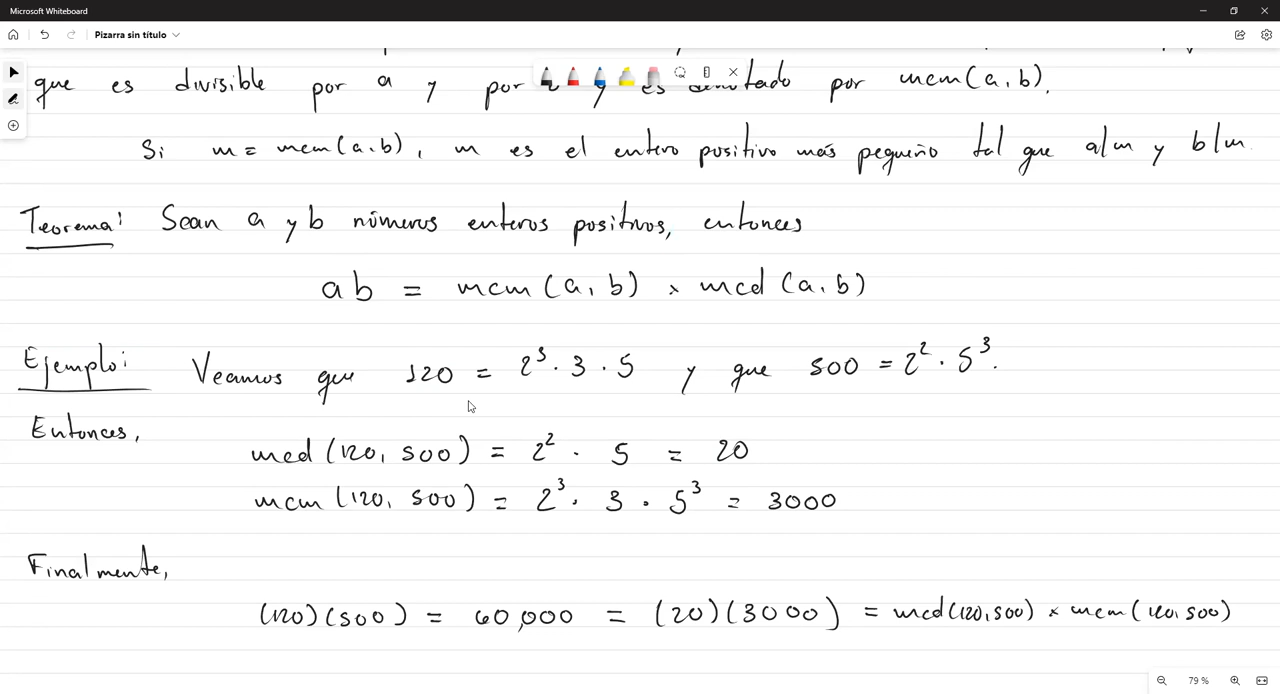 Microsoft Whiteboard
Pizarra sin título
que es divisible por a y por y es denotado por mcm(a,b).
Si m = mcm(a,b), m es el entero positivo más pequeño tal que a|m y b|m.
Teorema: Sean a y b números enteros positivos, entonces
ab = mcm(a,b) × mcd(a,b)
Ejemplo: Veamos que 120 = 2³·3·5 y que 500 = 2²·5³.
Entonces,
mcd(120,500) = 2²·5 = 20
mcm(120,500) = 2³·3·5³ = 3000
Finalmente,
(120)(500) = 60,000 = (20)(3000) = mcd(120,500) × mcm(120,500)
79 %